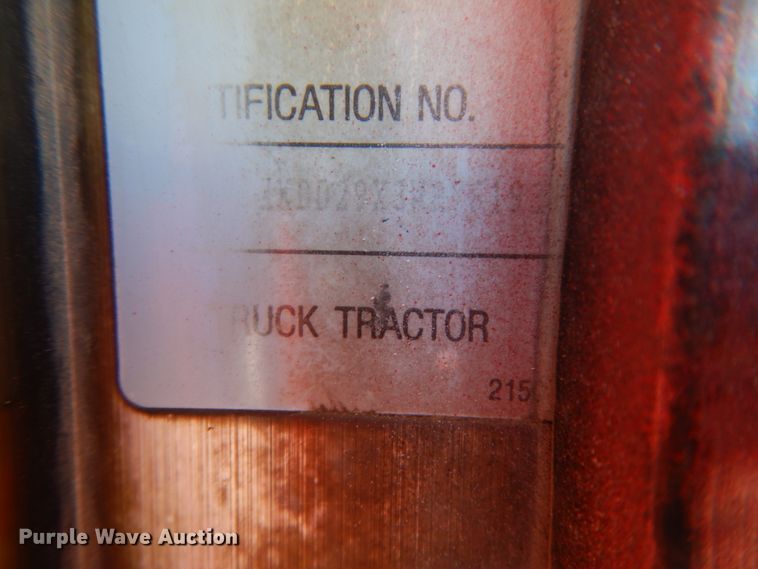 TIFICATION NO.
RUCK TRACTOR
215
Purple Wave Auction